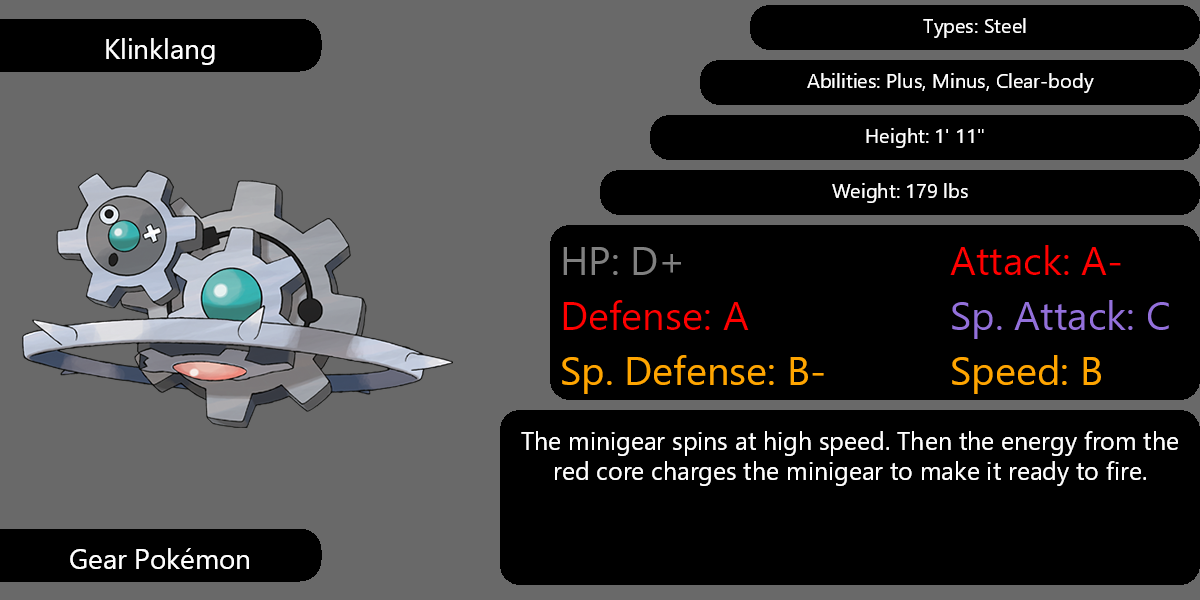 Klinklang
Types: Steel
Abilities: Plus, Minus, Clear-body
Height: 1' 11"
Weight: 179 lbs
HP: D+
Attack: A-
Defense: A
Sp. Attack: C
Sp. Defense: B-
Speed: B
The minigear spins at high speed. Then the energy from the
red core charges the minigear to make it ready to fire.
Gear Pokémon